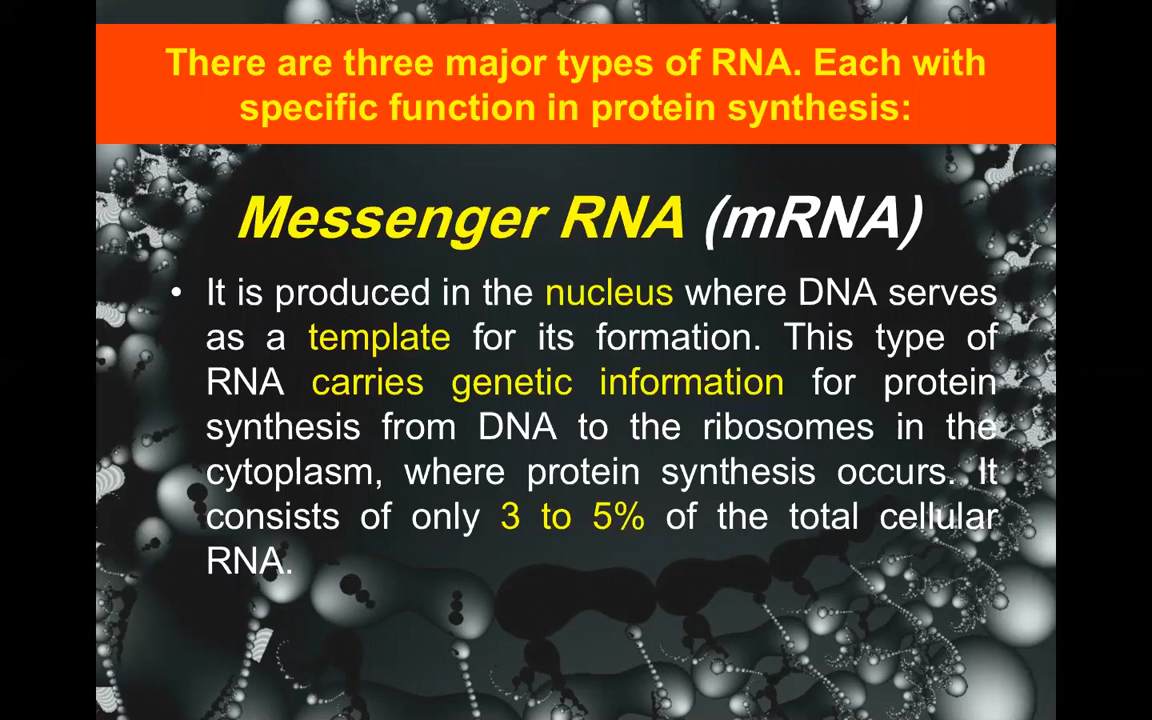 There are three major types of RNA. Each with
specific function in protein synthesis:
Messenger RNA (mRNA)
• It is produced in the nucleus where DNA serves
as a template for its formation. This type of
RNA carries genetic information for protein
synthesis from DNA to the ribosomes in the
cytoplasm, where protein synthesis occurs. It
consists of only 3 to 5% of the total cellular
RNA.